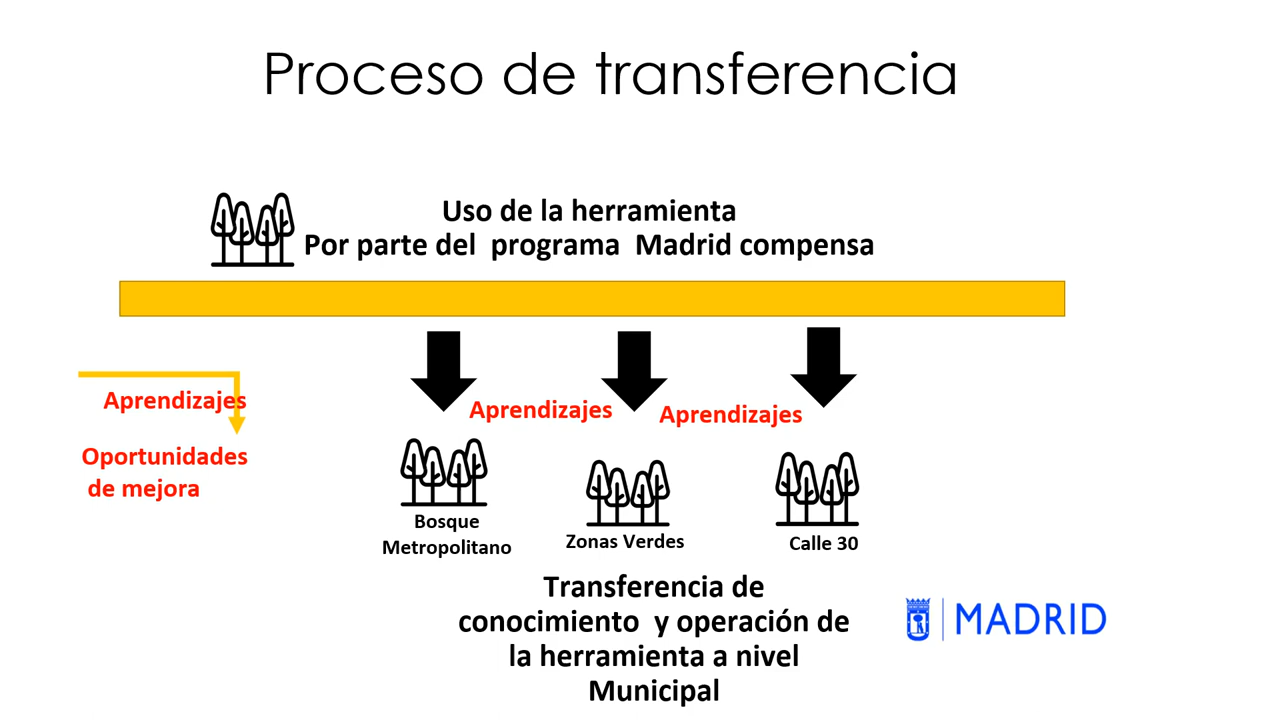 Proceso de transferencia
Uso de la herramienta
Por parte del programa Madrid compensa
Aprendizajes
Oportunidades
de mejora
Aprendizajes
Aprendizajes
Bosque
Metropolitano
Zonas Verdes
Calle 30
Transferencia de
conocimiento y operación de
la herramienta a nivel
Municipal
MADRID